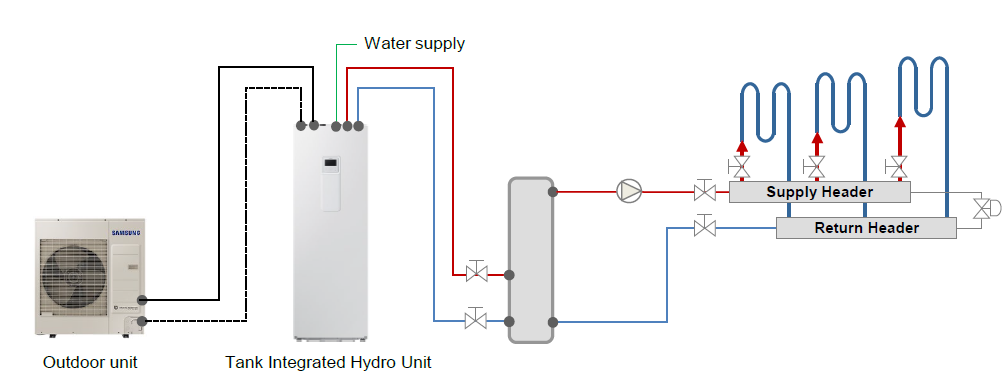 Water supply
Supply Header
Return Header
SAMSUNG
Outdoor unit
Tank Integrated Hydro Unit